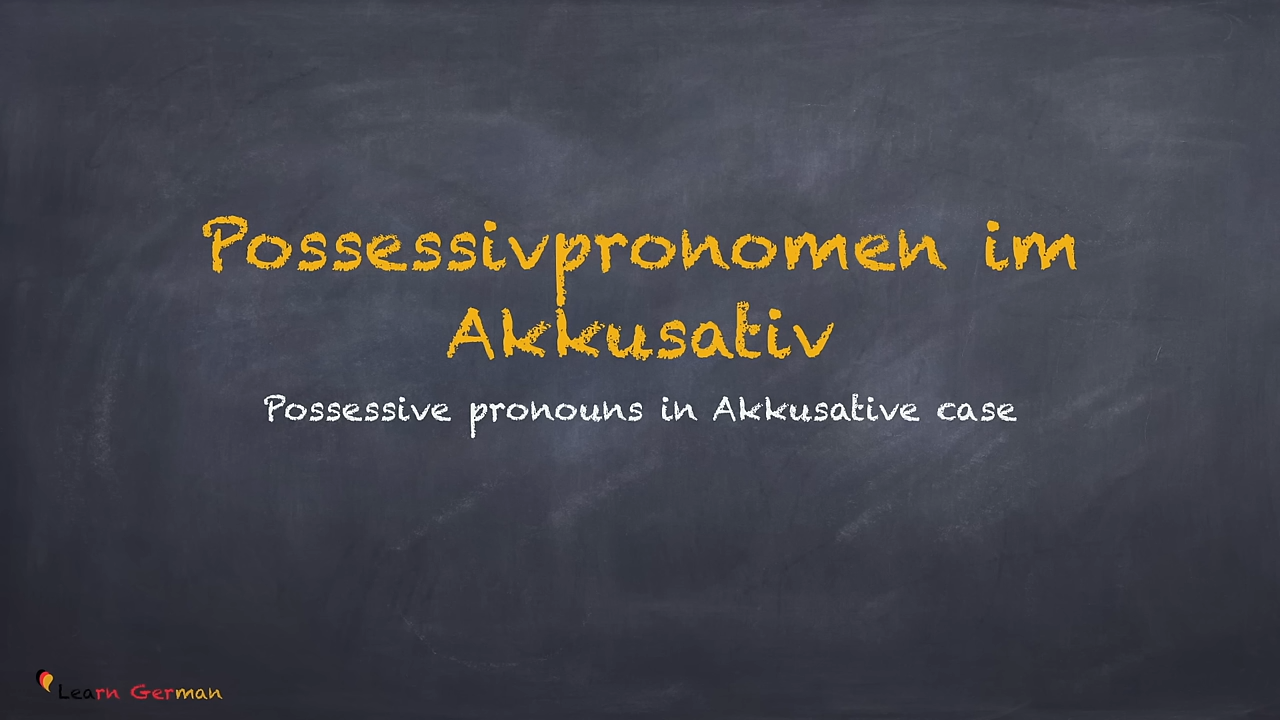 Possessivpronomen im
Akkusativ
Possessive pronouns in Akkusative case
Learn German